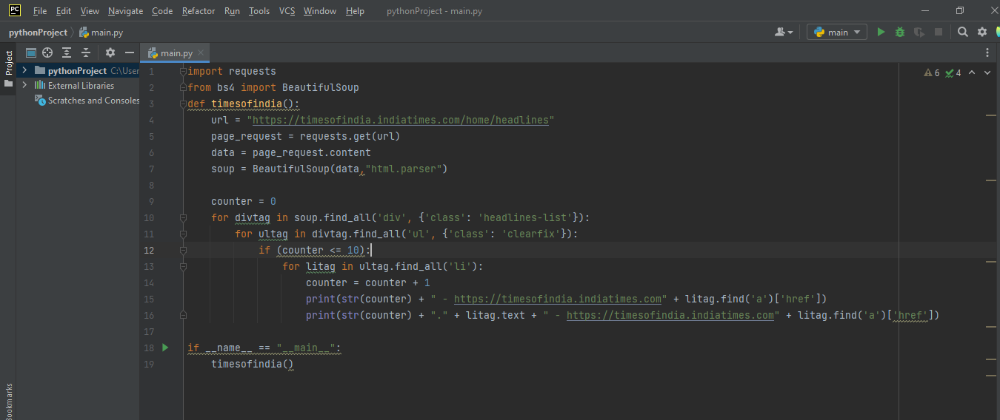 PC File Edit View Navigate Code Refactor Run Tools VCS Window Help pythonProject - main.py
pythonProject main.py main
Project main.py
pythonProject C:\User
External Libraries
Scratches and Consoles
6 4
1 import requests
2 from bs4 import BeautifulSoup
3 def timesofindia():
4 url = "https://timesofindia.indiatimes.com/home/headlines"
5 page_request = requests.get(url)
6 data = page_request.content
7 soup = BeautifulSoup(data,"html.parser")
8
9 counter = 0
10 for divtag in soup.find_all('div', {'class': 'headlines-list'}):
11 for ultag in divtag.find_all('ul', {'class': 'clearfix'}):
12 if (counter <= 10):
13 for litag in ultag.find_all('li'):
14 counter = counter + 1
15 print(str(counter) + " - https://timesofindia.indiatimes.com" + litag.find('a')['href'])
16 print(str(counter) + "." + litag.text + " - https://timesofindia.indiatimes.com" + litag.find('a')['href'])
17
18 if __name__ == "__main__":
19 timesofindia()
Bookmarks